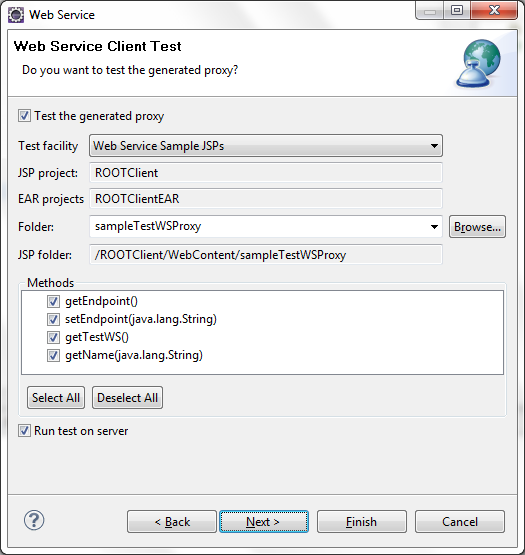 Web Service
Web Service Client Test
Do you want to test the generated proxy?
Test the generated proxy
Test facility Web Service Sample JSPs
JSP project: ROOTClient
EAR projects ROOTClientEAR
Folder: sampleTestWSProxy Browse...
JSP folder: /ROOTClient/WebContent/sampleTestWSProxy
Methods
getEndpoint()
setEndpoint(java.lang.String)
getTestWS()
getName(java.lang.String)
Select All Deselect All
Run test on server
? < Back Next > Finish Cancel